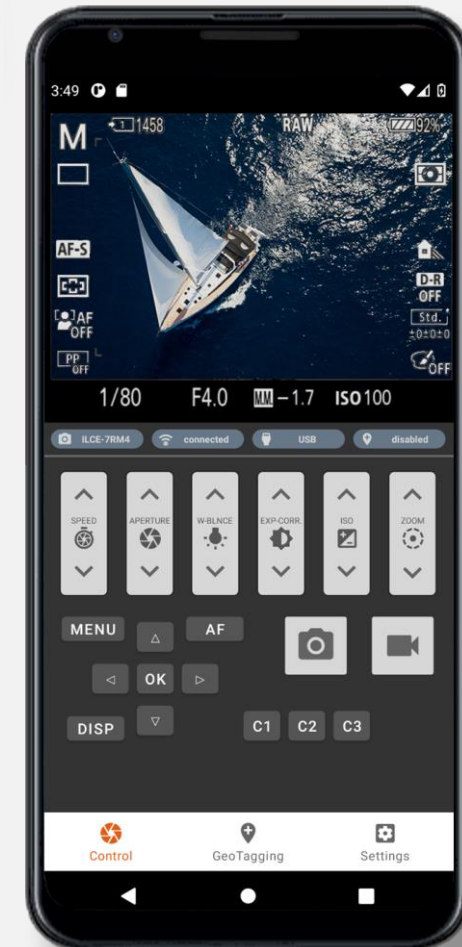 3:49
M 1 1458 RAW 92%
AF-S
D-R
OFF
AF
OFF
Std.
±0±0±0
PP
OFF
OFF
1/80 F4.0 M.M. −1.7 ISO100
ILCE-7RM4 connected USB disabled
SPEED APERTURE W-BLNCE EXP-CORR. ISO ZOOM
MENU AF
OK
DISP C1 C2 C3
Control GeoTagging Settings